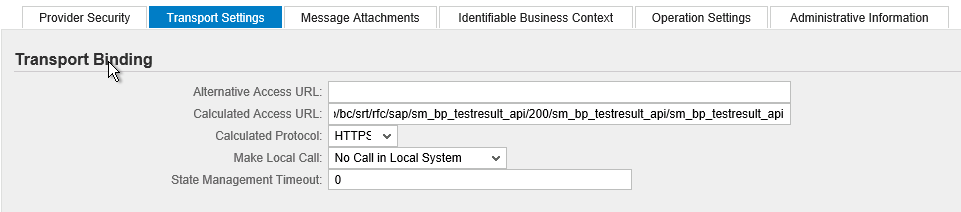 Provider Security Transport Settings Message Attachments Identifiable Business Context Operation Settings Administrative Information
Transport Binding
Alternative Access URL:
Calculated Access URL: /bc/srt/rfc/sap/sm_bp_testresult_api/200/sm_bp_testresult_api/sm_bp_testresult_api
Calculated Protocol: HTTPS
Make Local Call: No Call in Local System
State Management Timeout: 0